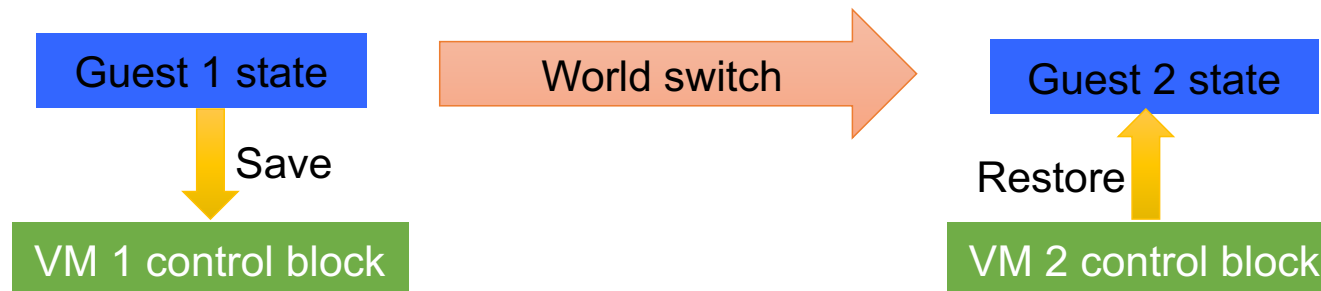 Guest 1 state
World switch
Guest 2 state
Save
Restore
VM 1 control block
VM 2 control block